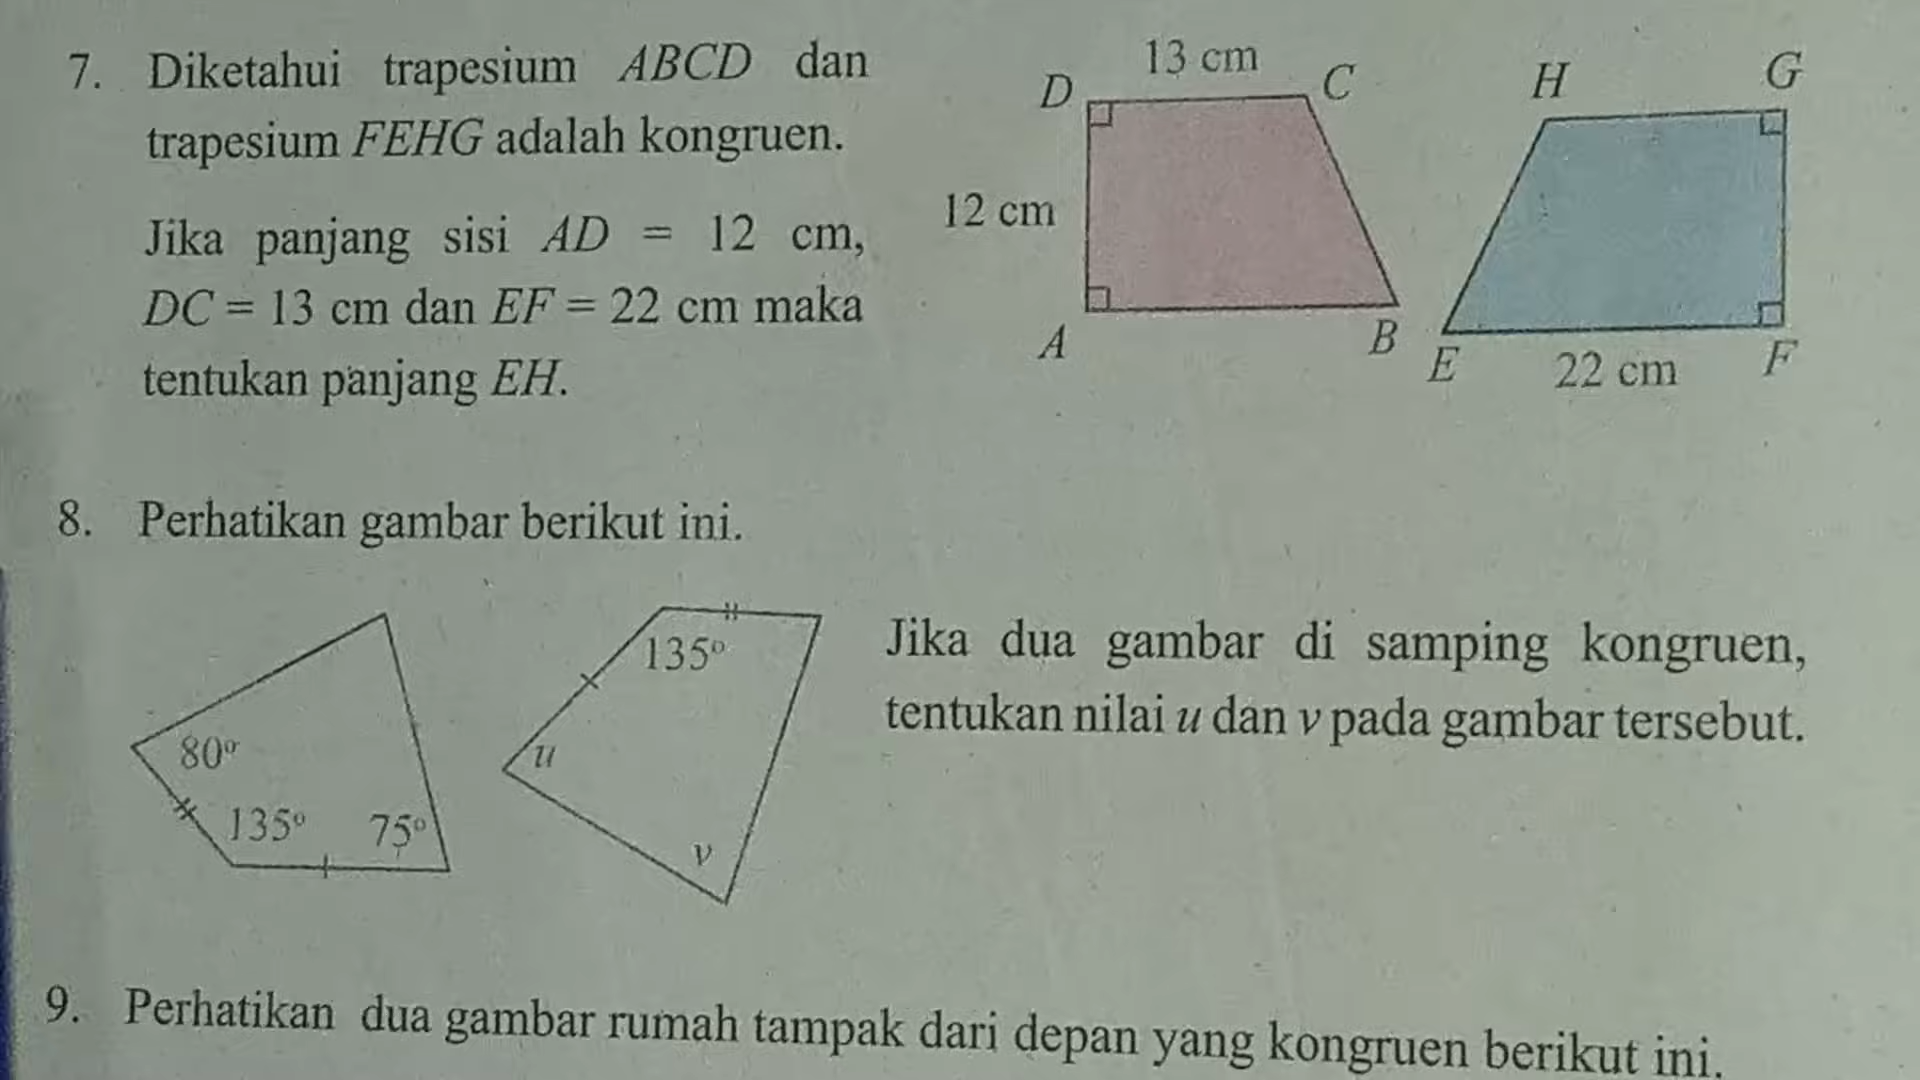 7. Diketahui trapesium ABCD dan
trapesium FEHG adalah kongruen.
Jika panjang sisi AD = 12 cm,
DC = 13 cm dan EF = 22 cm maka
tentukan panjang EH.
13 cm
D
C
12 cm
A
B
H
G
E
22 cm
F
8. Perhatikan gambar berikut ini.
80°
135°
75°
135°
u
v
Jika dua gambar di samping kongruen,
tentukan nilai u dan v pada gambar tersebut.
9. Perhatikan dua gambar rumah tampak dari depan yang kongruen berikut ini.